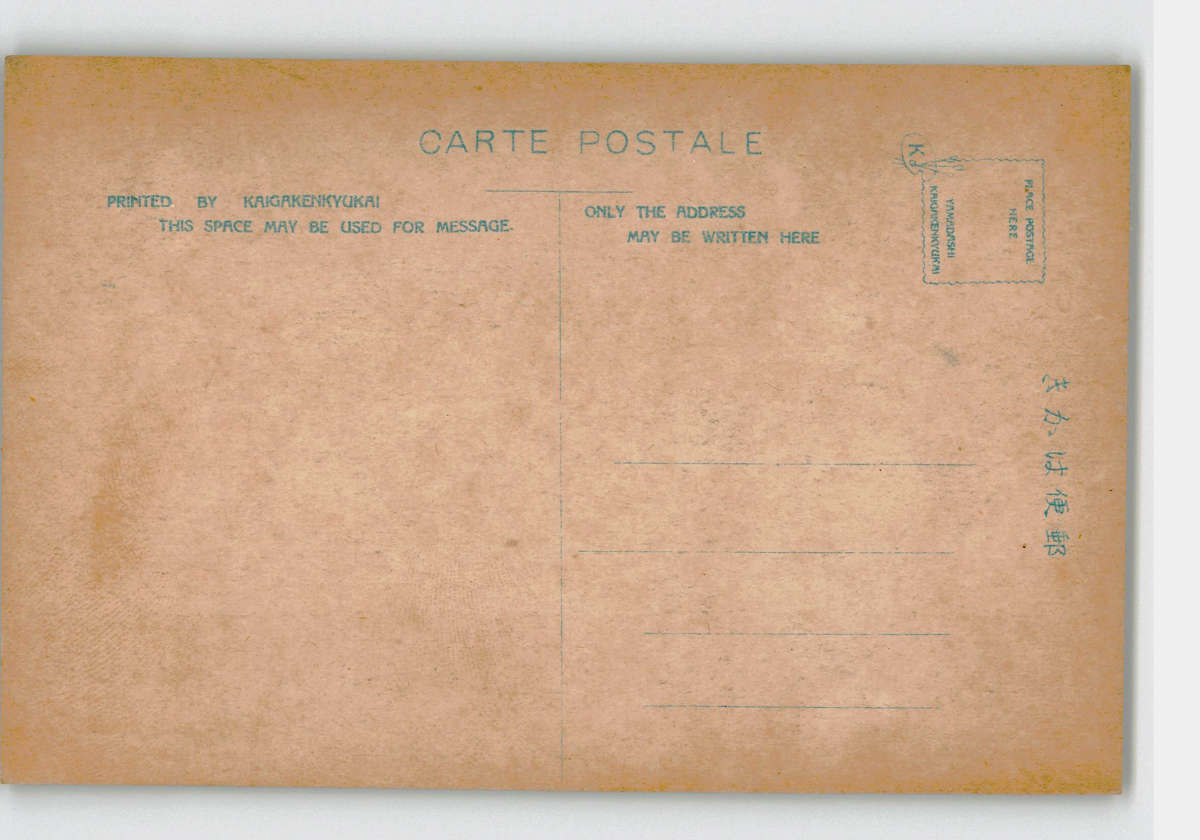 CARTE POSTALE
PRINTED BY KAIGAKENKYUKAI
THIS SPACE MAY BE USED FOR MESSAGE.
ONLY THE ADDRESS
MAY BE WRITTEN HERE
K
PLACE POSTAGE
HERE
YAMADASHI
KAIGAKENKYUKAI
きかは便郵